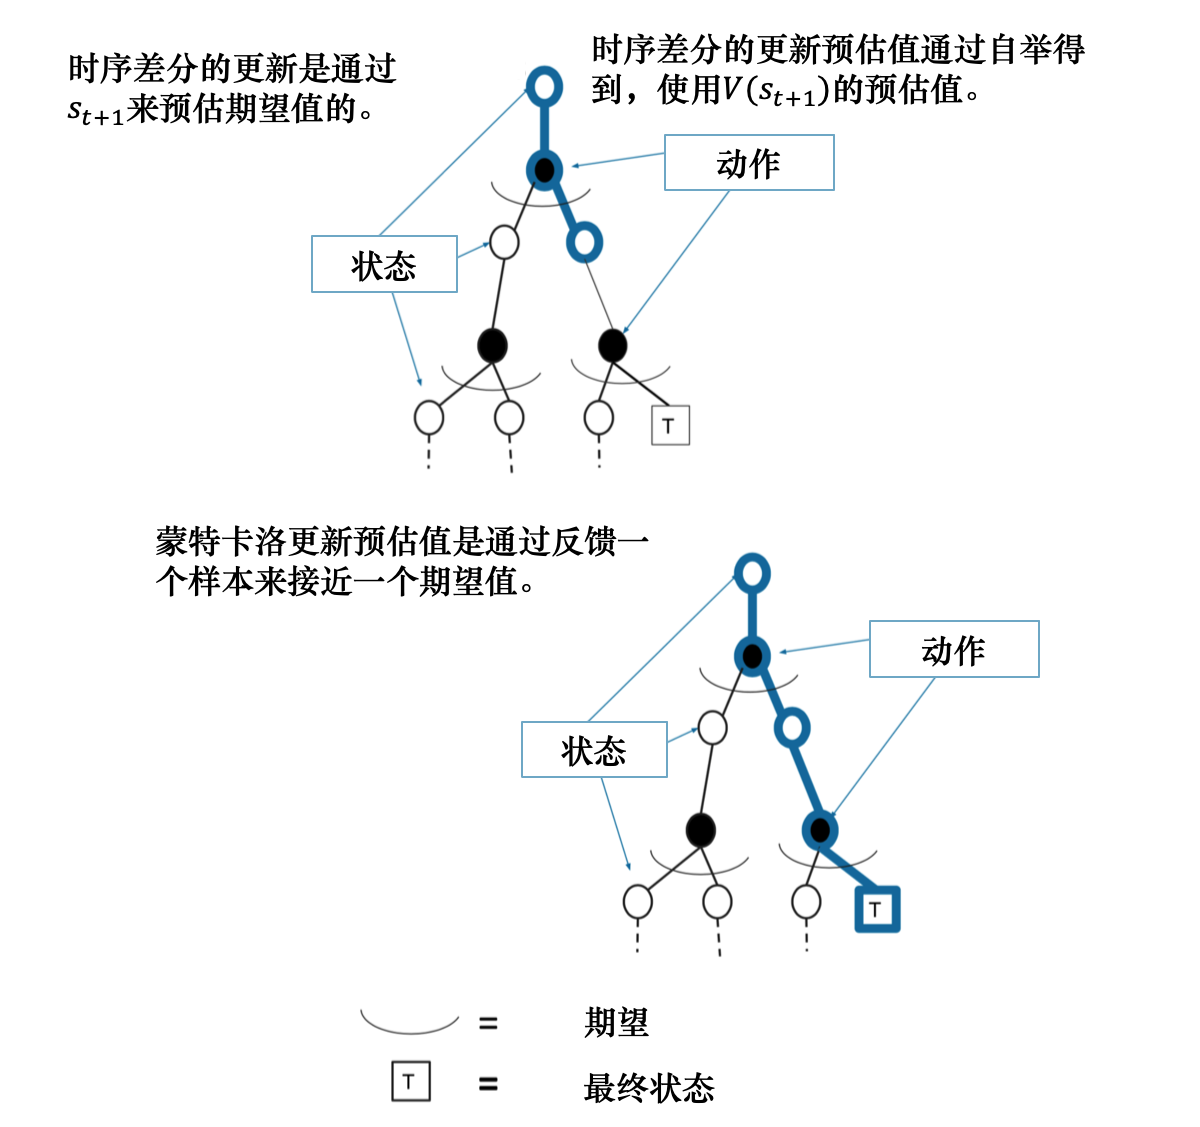 时序差分的更新是通过
s_{t+1}来预估期望值的。
时序差分的更新预估值通过自举得
到，使用V(s_{t+1})的预估值。
动作
状态
T
蒙特卡洛更新预估值是通过反馈一
个样本来接近一个期望值。
动作
状态
T
= 期望
T = 最终状态